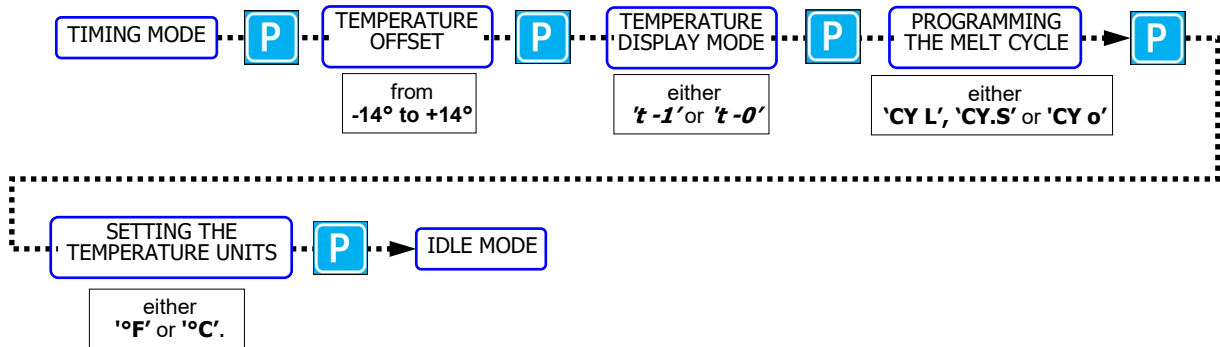 TIMING MODE
P
TEMPERATURE
OFFSET
P
TEMPERATURE
DISPLAY MODE
P
PROGRAMMING
THE MELT CYCLE
P
from
-14° to +14°
either
't -1' or 't -0'
either
‘CY L’, ‘CY.S’ or 'CY o'
SETTING THE
TEMPERATURE UNITS
P
IDLE MODE
either
'°F' or '°C'.